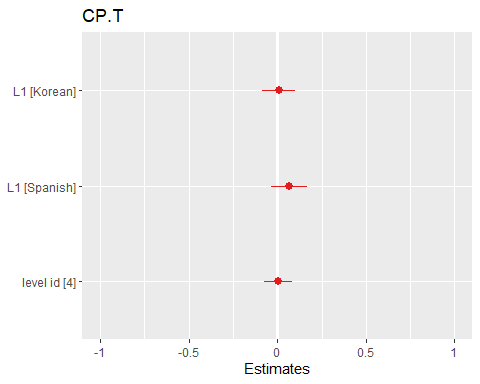 CP.T
L1 [Korean]
L1 [Spanish]
level id [4]
-1 -0.5 0 0.5 1
Estimates